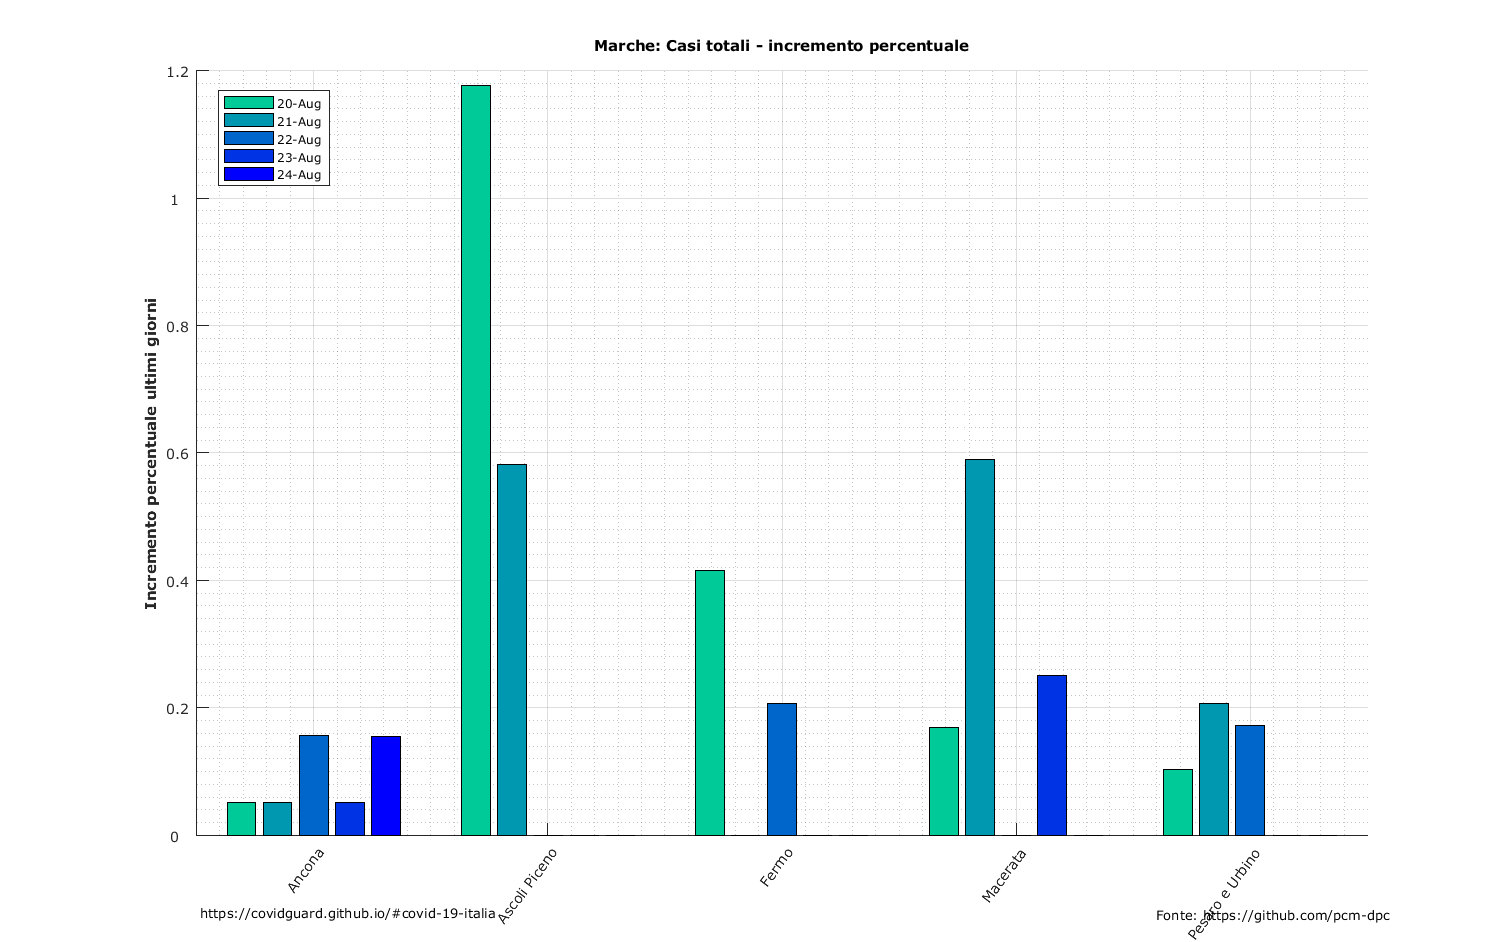 Marche: Casi totali - incremento percentuale
1.2
1
0.8
0.6
0.4
0.2
0
Incremento percentuale ultimi giorni
20-Aug
21-Aug
22-Aug
23-Aug
24-Aug
Ancona
Ascoli Piceno
Fermo
Macerata
Pesaro e Urbino
https://covidguard.github.io/#covid-19-italia
Fonte: https://github.com/pcm-dpc